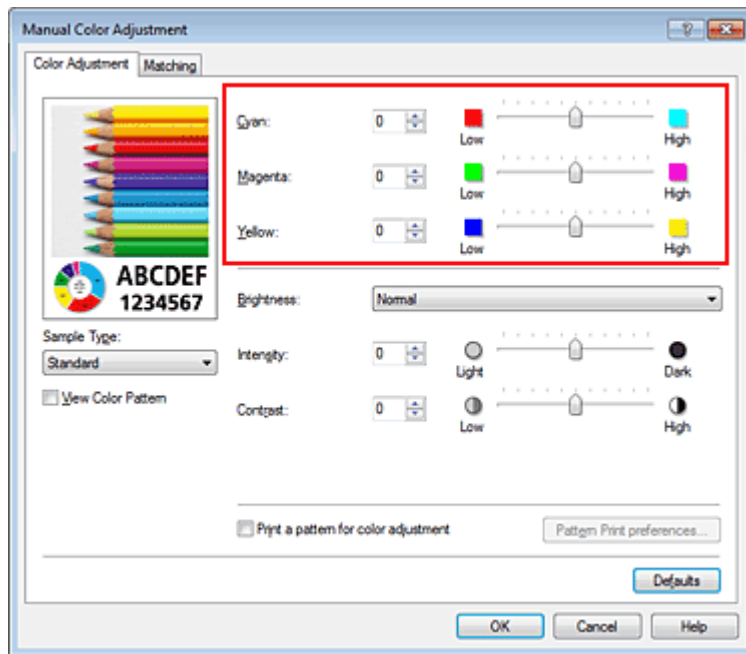 Manual Color Adjustment
Color Adjustment Matching
Cyan: 0 Low High
Magenta: 0 Low High
Yellow: 0 Low High
ABCDEF
1234567
Brightness: Normal
Sample Type:
Standard
Intensity: 0 Light Dark
View Color Pattern
Contrast: 0 Low High
Print a pattern for color adjustment Pattern Print preferences...
Defaults
OK Cancel Help